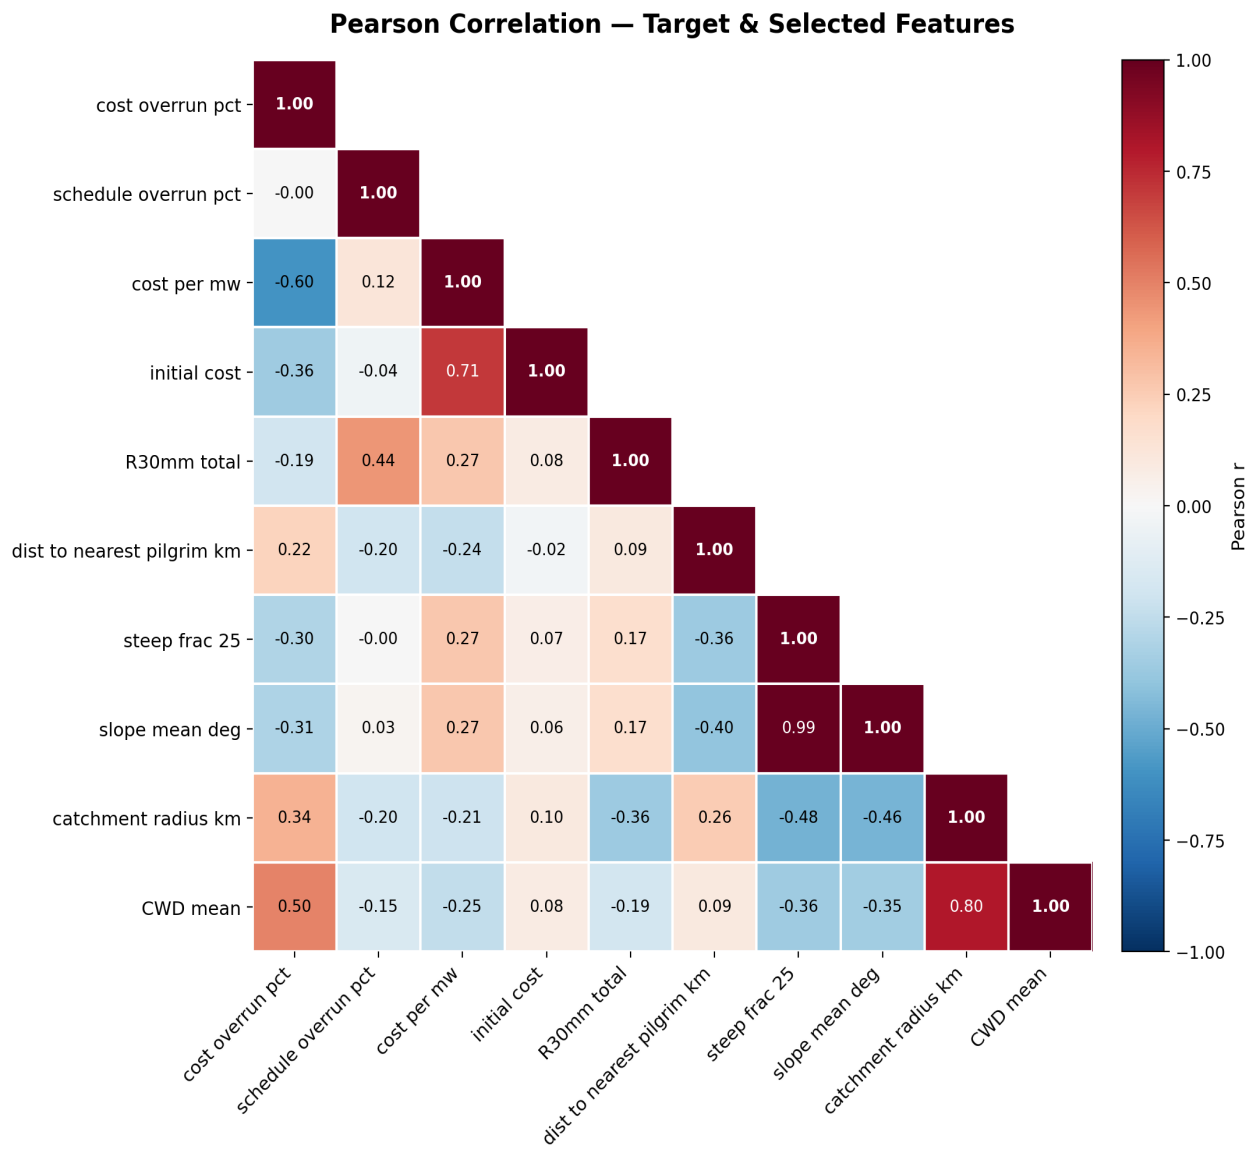 Pearson Correlation — Target & Selected Features
cost overrun pct 1.00
schedule overrun pct -0.00 1.00
cost per mw -0.60 0.12 1.00
initial cost -0.36 -0.04 0.71 1.00
R30mm total -0.19 0.44 0.27 0.08 1.00
dist to nearest pilgrim km 0.22 -0.20 -0.24 -0.02 0.09 1.00
steep frac 25 -0.30 -0.00 0.27 0.07 0.17 -0.36 1.00
slope mean deg -0.31 0.03 0.27 0.06 0.17 -0.40 0.99 1.00
catchment radius km 0.34 -0.20 -0.21 0.10 -0.36 0.26 -0.48 -0.46 1.00
CWD mean 0.50 -0.15 -0.25 0.08 -0.19 0.09 -0.36 -0.35 0.80 1.00
cost overrun pct
schedule overrun pct
cost per mw
initial cost
R30mm total
dist to nearest pilgrim km
steep frac 25
slope mean deg
catchment radius km
CWD mean
1.00
0.75
0.50
0.25
0.00
−0.25
−0.50
−0.75
−1.00
Pearson r